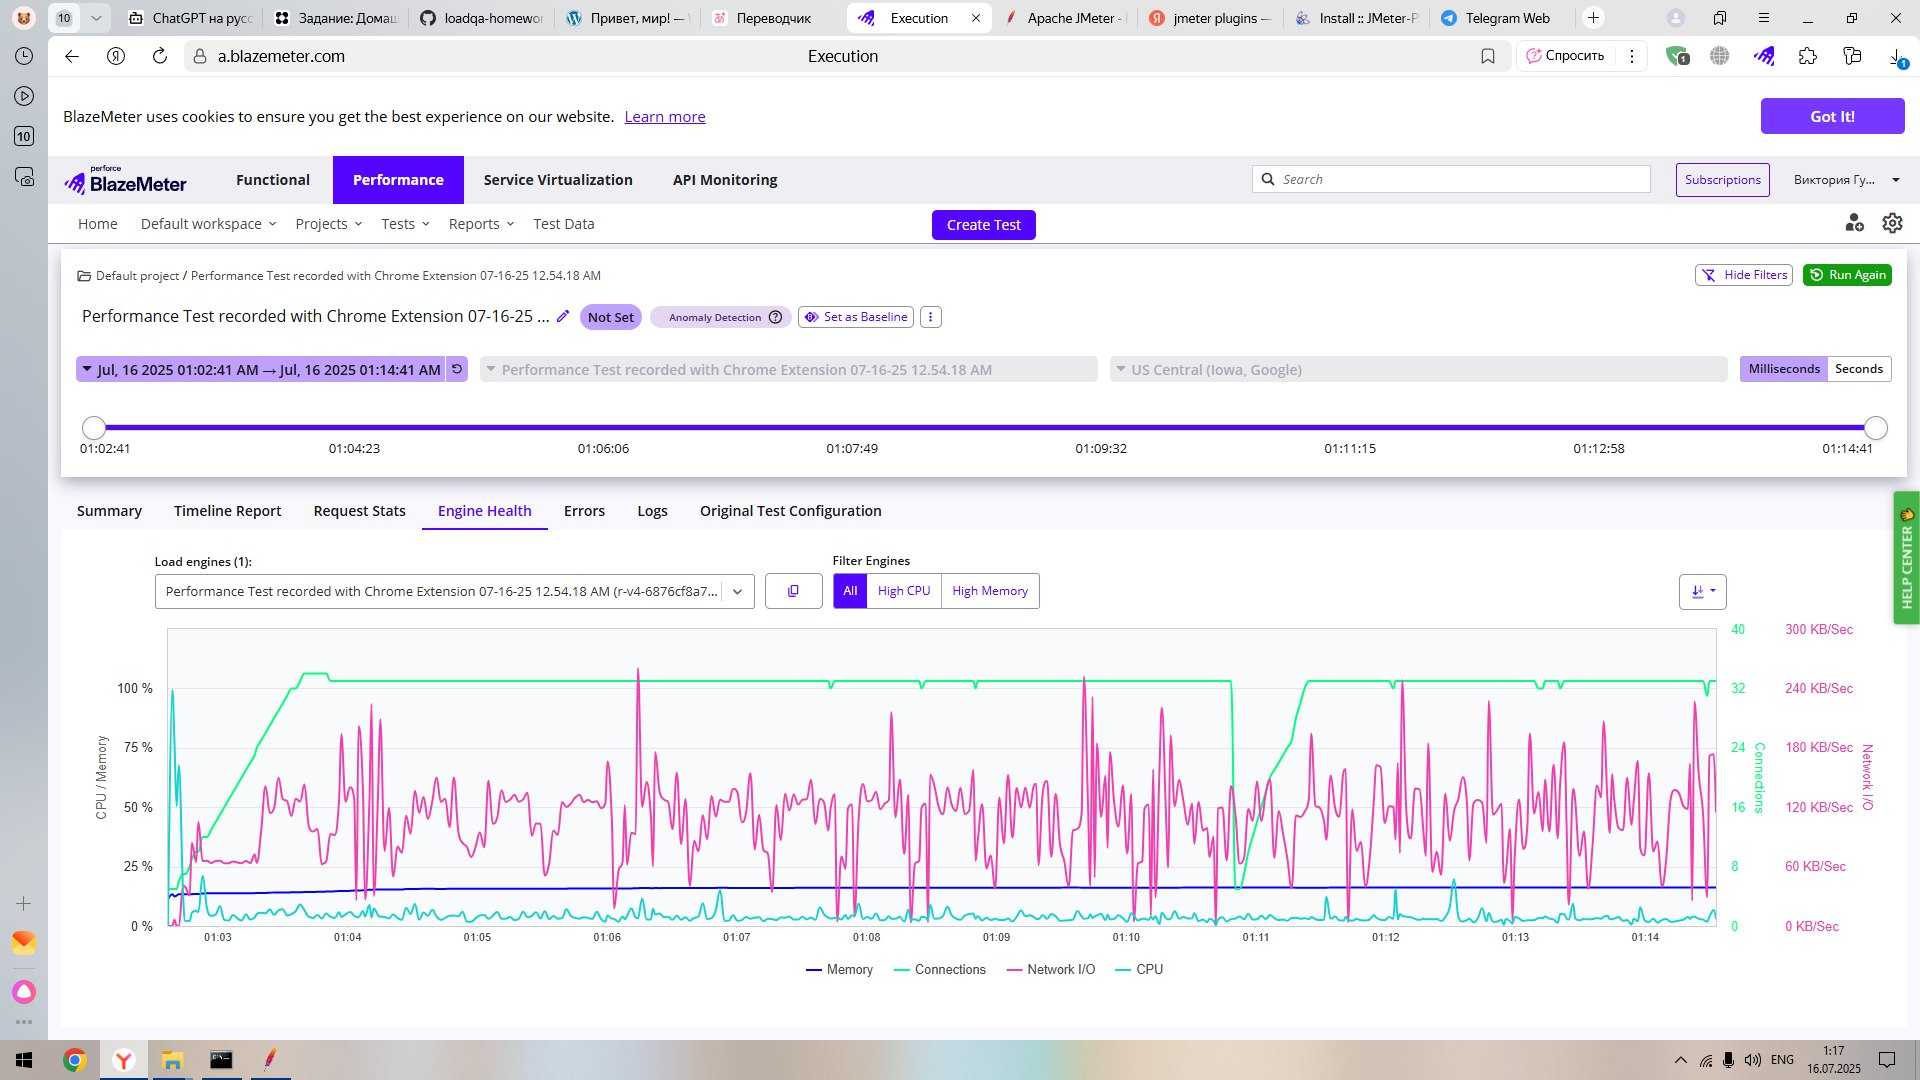 10
ChatGPT на русс
Задание: Дома
loadqa-homewor
Привет, мир! —
Переводчик
Execution
Apache JMeter -
jmeter plugins —
Install :: JMeter-P
Telegram Web
a.blazemeter.com
Execution
Спросить
1
1
10
BlazeMeter uses cookies to ensure you get the best experience on our website. Learn more
Got It!
perforce
BlazeMeter
Functional
Performance
Service Virtualization
API Monitoring
Search
Subscriptions
Виктория Гу...
Home
Default workspace
Projects
Tests
Reports
Test Data
Create Test
Default project / Performance Test recorded with Chrome Extension 07-16-25 12.54.18 AM
Hide Filters
Run Again
Performance Test recorded with Chrome Extension 07-16-25 ...
Not Set
Anomaly Detection ?
Set as Baseline
Jul, 16 2025 01:02:41 AM → Jul, 16 2025 01:14:41 AM
Performance Test recorded with Chrome Extension 07-16-25 12.54.18 AM
US Central (Iowa, Google)
Milliseconds
Seconds
01:02:41
01:04:23
01:06:06
01:07:49
01:09:32
01:11:15
01:12:58
01:14:41
Summary
Timeline Report
Request Stats
Engine Health
Errors
Logs
Original Test Configuration
HELP CENTER
Load engines (1):
Filter Engines
Performance Test recorded with Chrome Extension 07-16-25 12.54.18 AM (r-v4-6876cf8a7...
All
High CPU
High Memory
40
300 KB/Sec
100 %
32
240 KB/Sec
75 %
24
180 KB/Sec
CPU / Memory
Connections
Network I/O
50 %
16
120 KB/Sec
25 %
8
60 KB/Sec
0 %
0
0 KB/Sec
01:03
01:04
01:05
01:06
01:07
01:08
01:09
01:10
01:11
01:12
01:13
01:14
Memory
Connections
Network I/O
CPU
ENG
1:17
16.07.2025